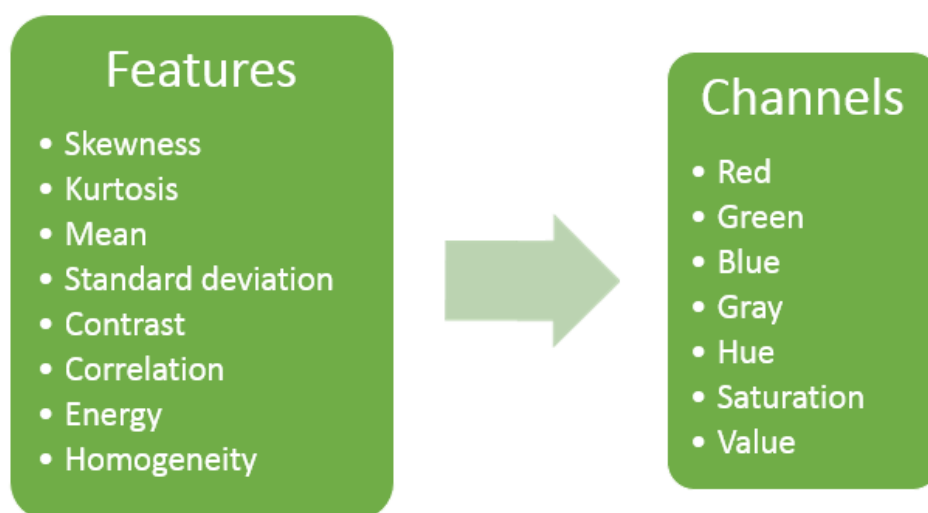 Features
• Skewness
• Kurtosis
• Mean
• Standard deviation
• Contrast
• Correlation
• Energy
• Homogeneity
Channels
• Red
• Green
• Blue
• Gray
• Hue
• Saturation
• Value